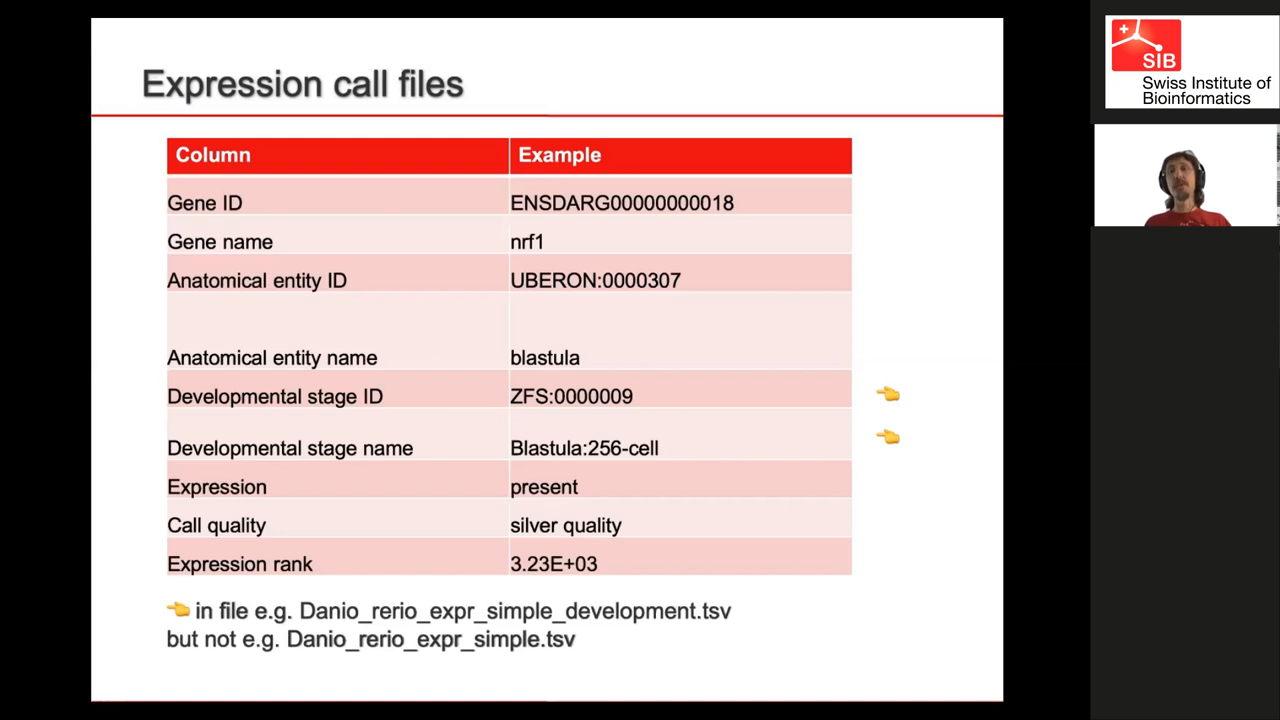 Expression call files
Column Example
Gene ID ENSDARG00000000018
Gene name nrf1
Anatomical entity ID UBERON:0000307
Anatomical entity name blastula
Developmental stage ID ZFS:0000009
Developmental stage name Blastula:256-cell
Expression present
Call quality silver quality
Expression rank 3.23E+03
👈 in file e.g. Danio_rerio_expr_simple_development.tsv
but not e.g. Danio_rerio_expr_simple.tsv
SIB
Swiss Institute of
Bioinformatics